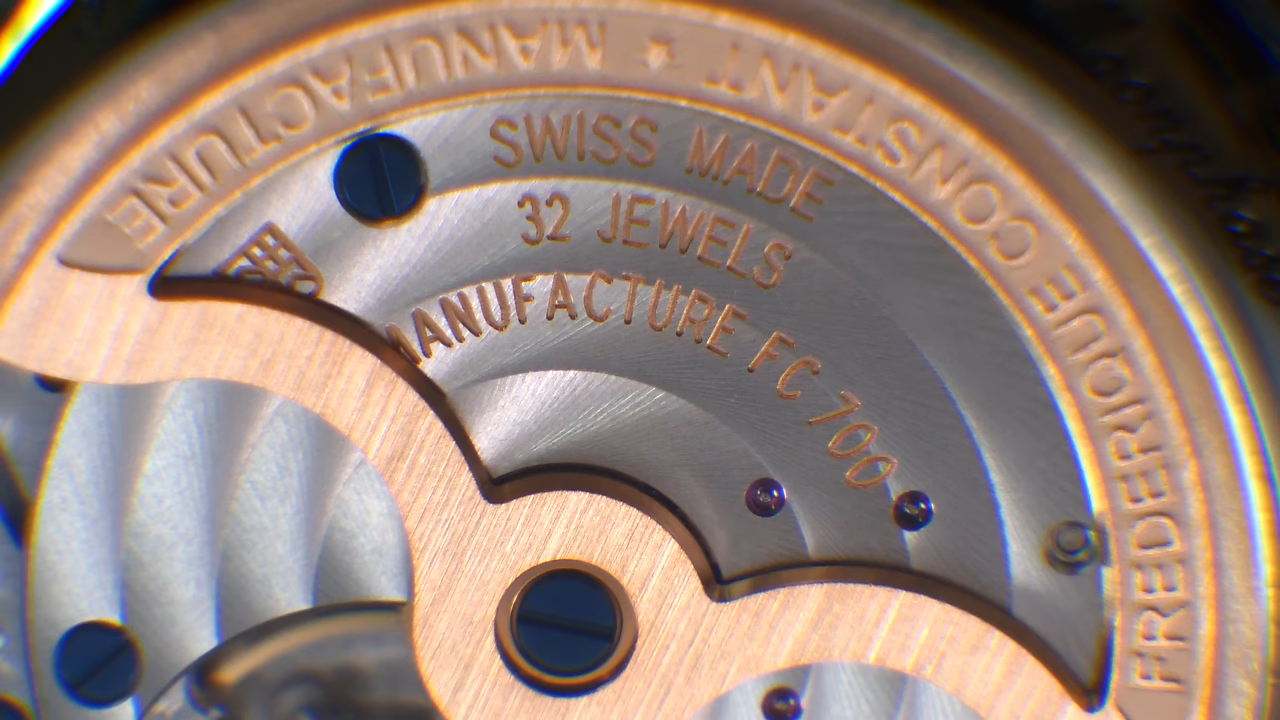 FREDERIQUE CONSTANT ★ MANUFACTURE
SWISS MADE
32 JEWELS
MANUFACTURE FC 700